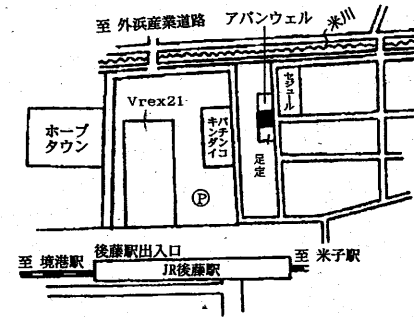 至 外浜産業道路
アバンウェル
米川
Vrex21
セジュール
ホープ
タウン
パチンコ
キンダイ
足定
P
後藤駅出入口
至 境港駅
JR後藤駅
至 米子駅